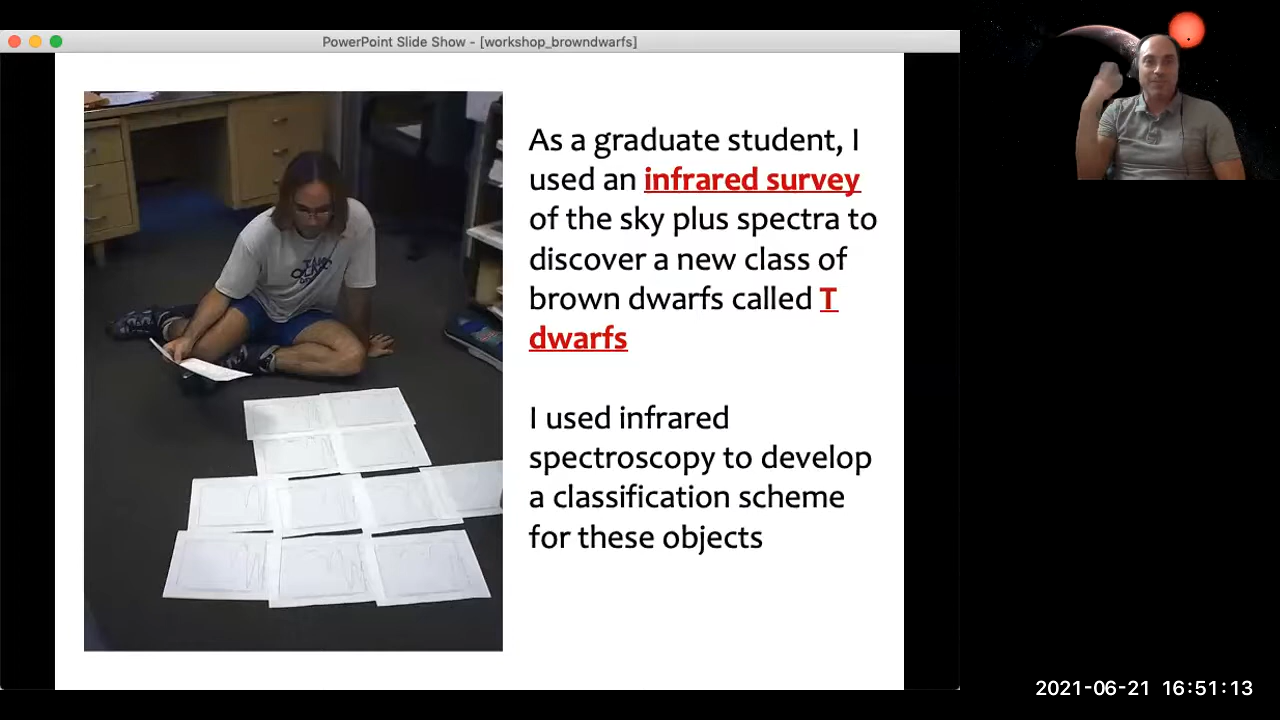 PowerPoint Slide Show - [workshop_browndwarfs]
As a graduate student, I
used an infrared survey
of the sky plus spectra to
discover a new class of
brown dwarfs called T
dwarfs
I used infrared
spectroscopy to develop
a classification scheme
for these objects
2021-06-21 16:51:13